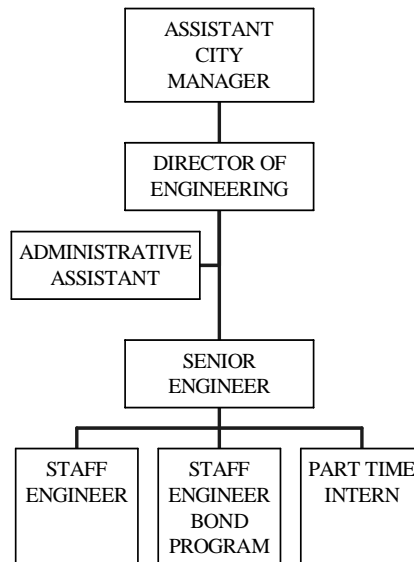 ASSISTANT
CITY
MANAGER
DIRECTOR OF
ENGINEERING
ADMINISTRATIVE
ASSISTANT
SENIOR
ENGINEER
STAFF
ENGINEER
STAFF
ENGINEER
BOND
PROGRAM
PART TIME
INTERN